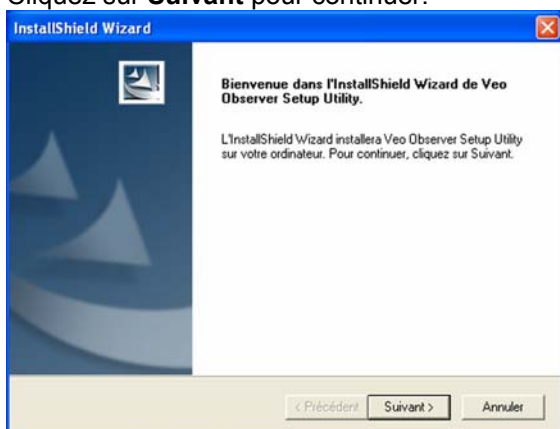 Cliquez sur Suivant pour continuer.
InstallShield Wizard
Bienvenue dans l'InstallShield Wizard de Veo
Observer Setup Utility.
L'InstallShield Wizard installera Veo Observer Setup Utility
sur votre ordinateur. Pour continuer, cliquez sur Suivant.
< Précédent
Suivant >
Annuler